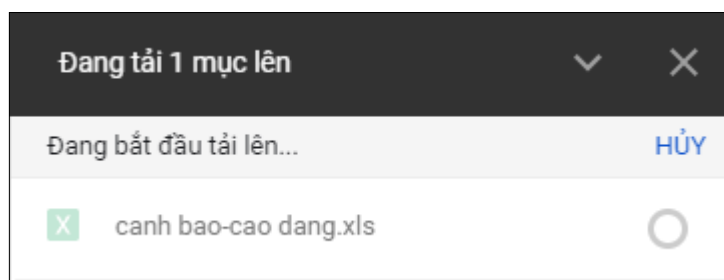 Đang tải 1 mục lên
Đang bắt đầu tải lên... HỦY
X canh bao-cao dang.xls